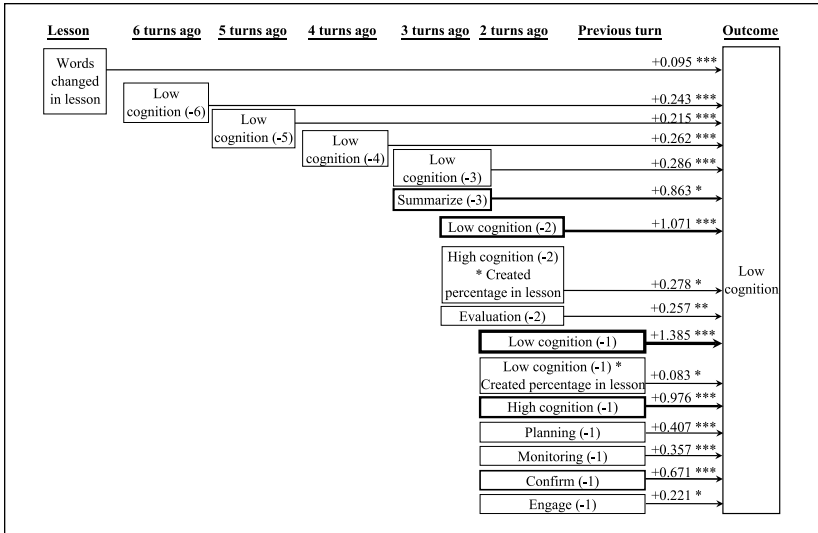 Lesson 6 turns ago 5 turns ago 4 turns ago 3 turns ago 2 turns ago Previous turn Outcome
Words
changed
in lesson
+0.095 ***
Low
cognition (-6)
+0.243 ***
Low
cognition (-5)
+0.215 ***
Low
cognition (-4)
+0.262 ***
Low
cognition (-3)
+0.286 ***
Summarize (-3)
+0.863 *
Low cognition (-2)
+1.071 ***
High cognition (-2)
* Created
percentage in lesson
+0.278 *
Evaluation (-2)
+0.257 **
Low cognition (-1)
+1.385 ***
Low cognition (-1) *
Created percentage in lesson
+0.083 *
High cognition (-1)
+0.976 ***
Planning (-1)
+0.407 ***
Monitoring (-1)
+0.357 ***
Confirm (-1)
+0.671 ***
Engage (-1)
+0.221 *
Low
cognition